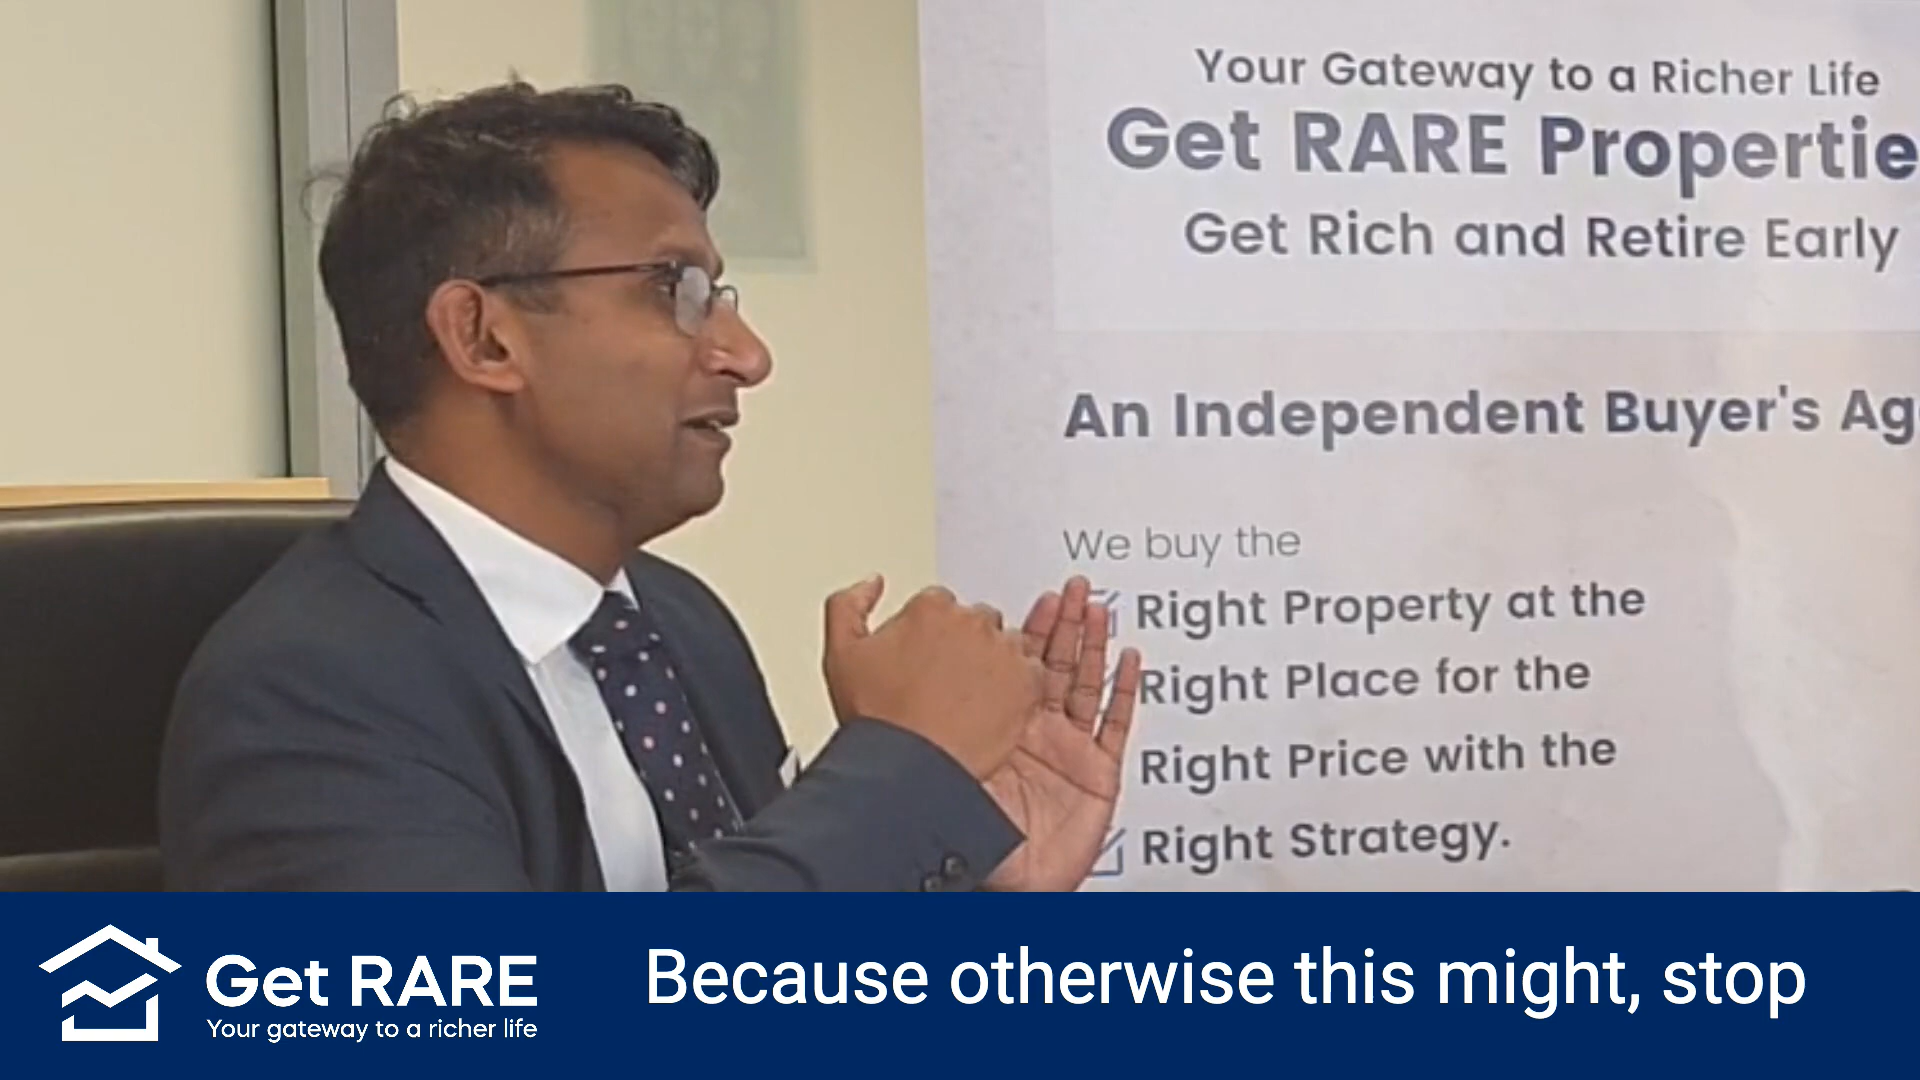 Your Gateway to a Richer Life
Get RARE Propertie
Get Rich and Retire Early
An Independent Buyer's Ag
We buy the
Right Property at the
Right Place for the
Right Price with the
Right Strategy.
Get RARE
Your gateway to a richer life
Because otherwise this might, stop